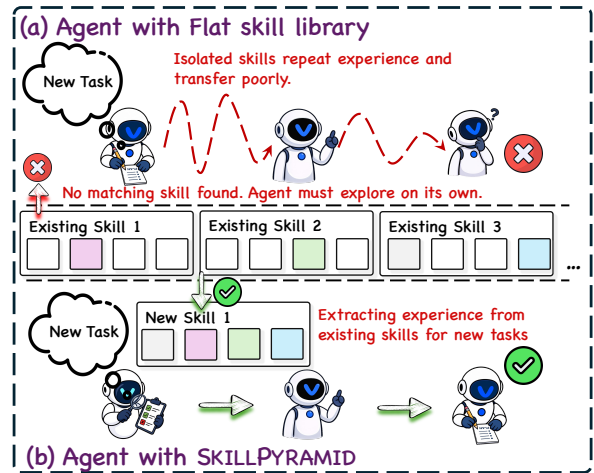 (a) Agent with Flat skill library
New Task
Isolated skills repeat experience and
transfer poorly.
?
No matching skill found. Agent must explore on its own.
Existing Skill 1
Existing Skill 2
Existing Skill 3
...
New Task
New Skill 1
Extracting experience from
existing skills for new tasks
(b) Agent with SKILLPYRAMID